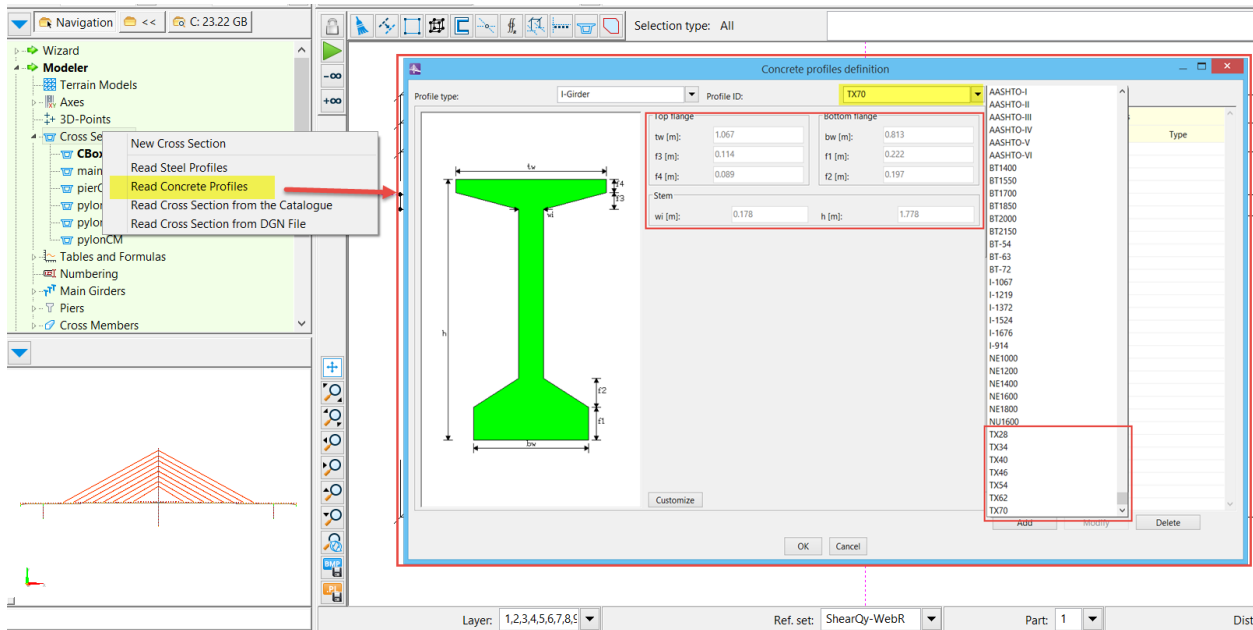 Navigation << C: 23.22 GB
Selection type: All
Wizard
Modeler
Terrain Models
Axes
3D-Points
Cross Se
CBox
main
pierC
pylon
pylon
pylonCM
Tables and Formulas
Numbering
Main Girders
Piers
Cross Members
New Cross Section
Read Steel Profiles
Read Concrete Profiles
Read Cross Section from the Catalogue
Read Cross Section from DGN File
-∞
+∞
Concrete profiles definition
Profile type: I-Girder Profile ID: TX70
Top flange
tw [m]: 1.067
f3 [m]: 0.114
f4 [m]: 0.089
Bottom flange
bw [m]: 0.813
f1 [m]: 0.222
f2 [m]: 0.197
Stem
wi [m]: 0.178 h [m]: 1.778
tw
f4
f3
wi
h
f2
f1
bw
Customize
AASHTO-I
AASHTO-II
AASHTO-III
AASHTO-IV
AASHTO-V
AASHTO-VI
BT1400
BT1550
BT1700
BT1850
BT2000
BT2150
BT-54
BT-63
BT-72
I-1067
I-1219
I-1372
I-1524
I-1676
I-914
NE1000
NE1200
NE1400
NE1600
NE1800
NU1600
TX28
TX34
TX40
TX46
TX54
TX62
TX70
s
Type
Add Modify Delete
OK Cancel
BMP
Layer: 1,2,3,4,5,6,7,8,9 Ref. set: ShearQy-WebR Part: 1 Dist